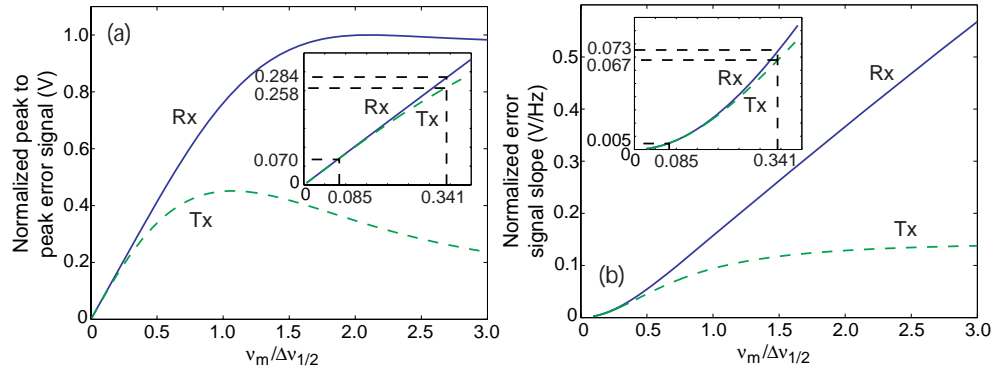 (a)
Normalized peak to
peak error signal (V)
1.0
0.8
0.6
0.4
0.2
0
0 0.5 1.0 1.5 2.0 2.5 3.0
ν_m/Δν_1/2
Rx
Tx
0.284
0.258
0.070
0
0 0.085 0.341
Rx
Tx
(b)
Normalized error
signal slope (V/Hz)
0.5
0.4
0.3
0.2
0.1
0
0 0.5 1.0 1.5 2.0 2.5 3.0
ν_m/Δν_1/2
Rx
Tx
0.073
0.067
0.005
0
0 0.085 0.341
Rx
Tx